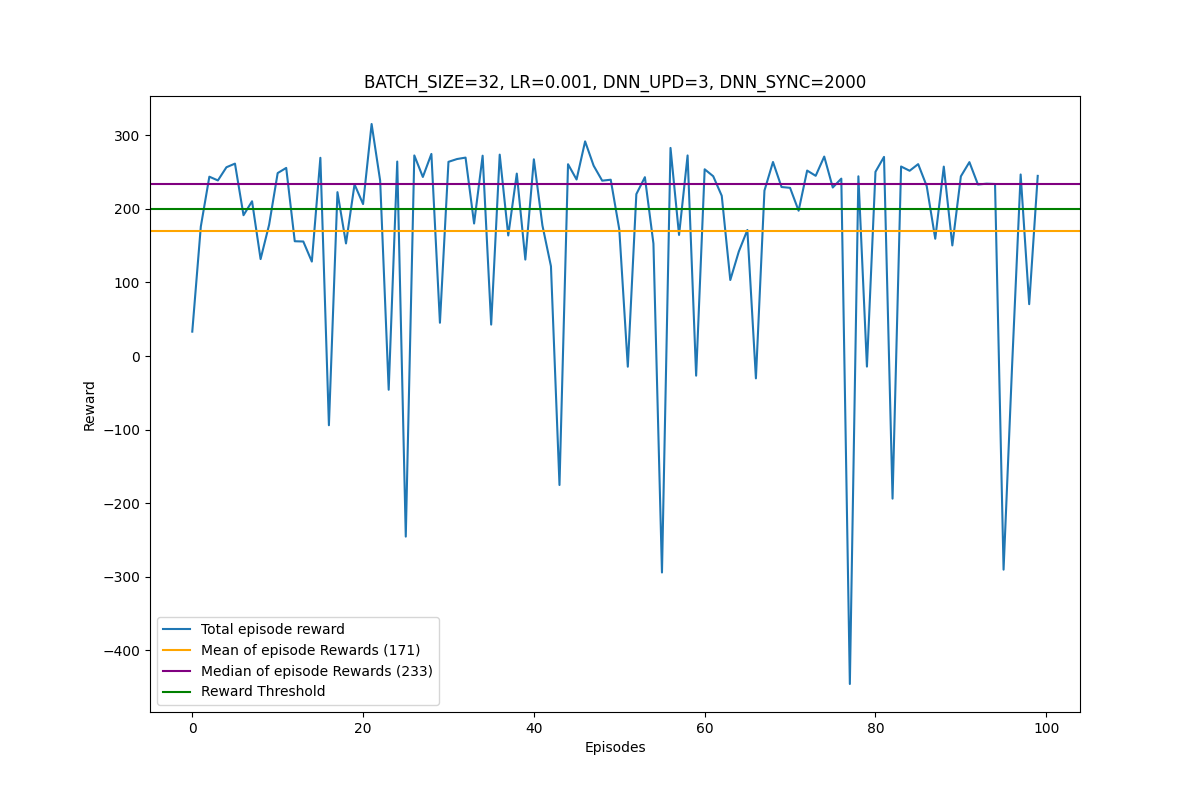 BATCH_SIZE=32, LR=0.001, DNN_UPD=3, DNN_SYNC=2000
300
200
100
0
−100
−200
−300
−400
Reward
Total episode reward
Mean of episode Rewards (171)
Median of episode Rewards (233)
Reward Threshold
0 20 40 60 80 100
Episodes